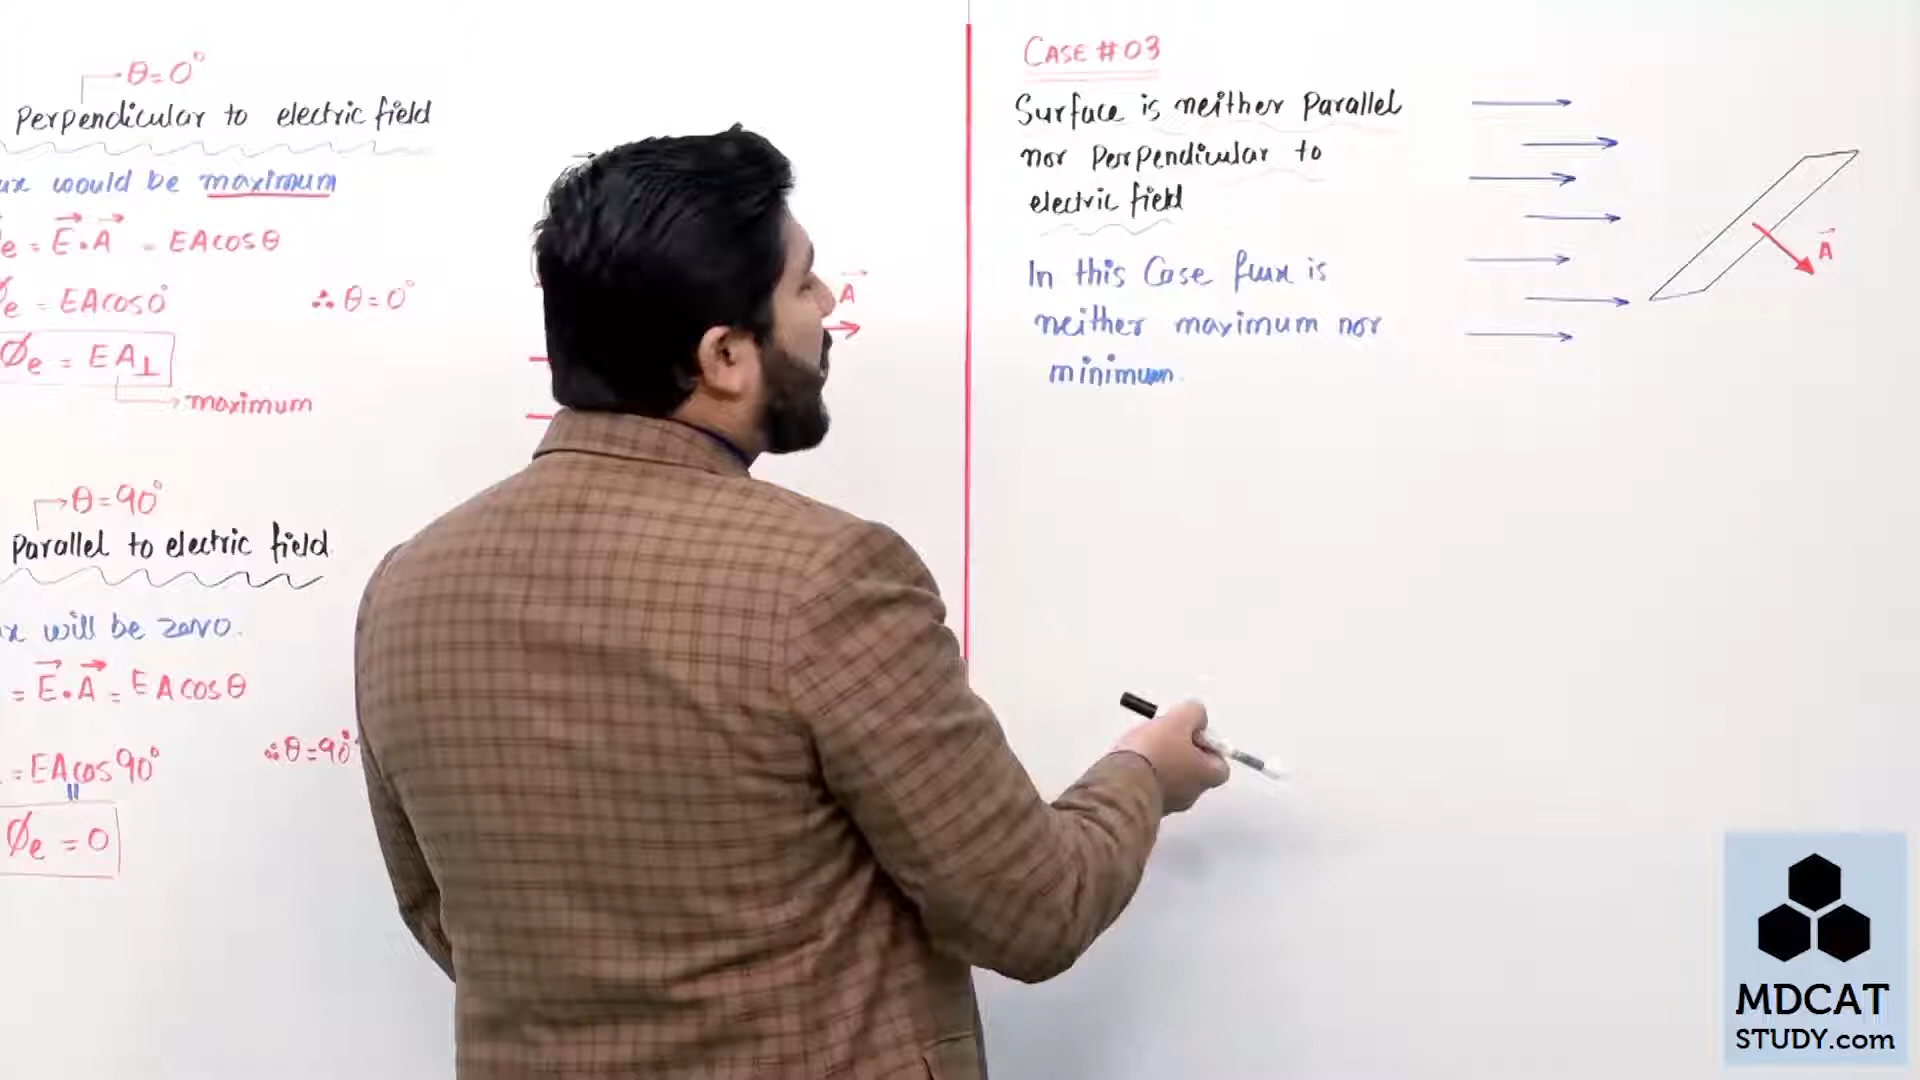 θ=0°
Perpendicular to electric field
would be maximum
e = E⃗.A⃗ = EAcosθ
Øe = EAcos0° ∴ θ=0°
Øe = EA⊥
maximum
θ=90°
Parallel to electric field
will be zero.
= E⃗.A⃗ = EAcosθ
= EAcos90° ∴ θ=90°
Øe = 0
A⃗
CASE #03
Surface is neither Parallel
nor Perpendicular to
electric field
In this Case flux is
neither maximum nor
minimum.
A⃗
MDCAT
STUDY.com